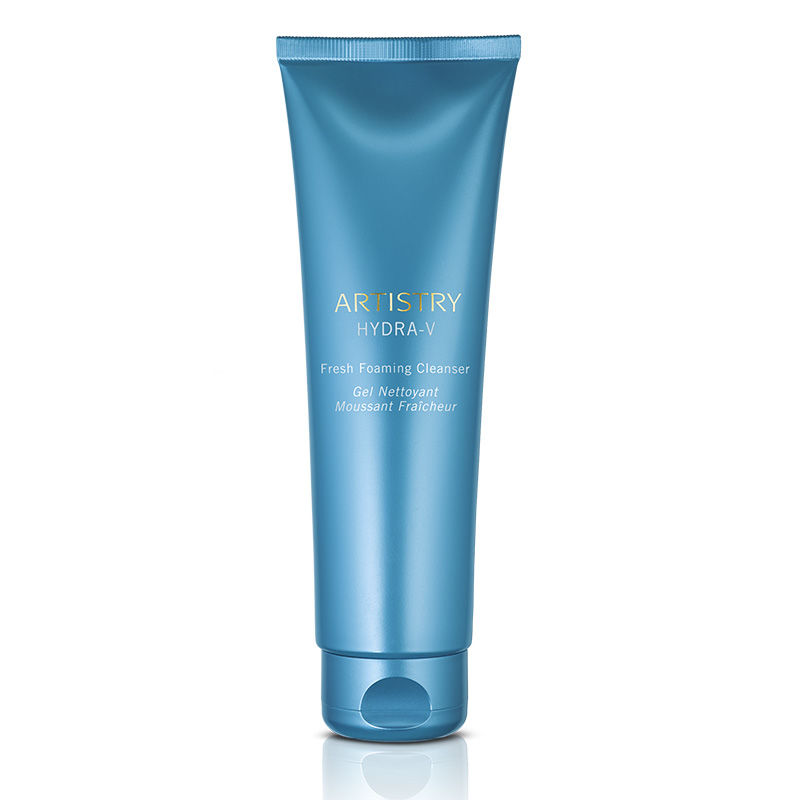 ARTISTRY
HYDRA-V
Fresh Foaming Cleanser
Gel Nettoyant
Moussant Fraîcheur